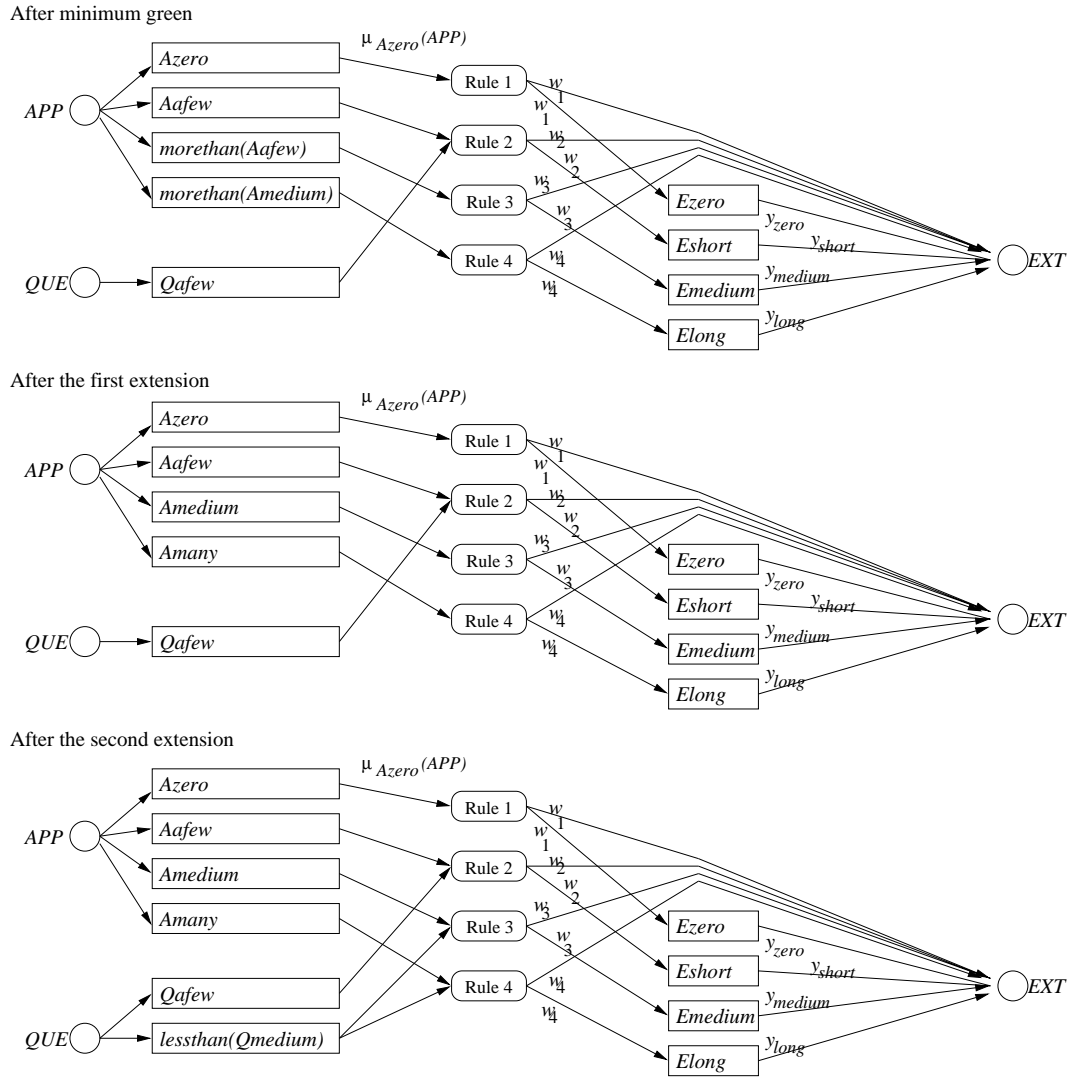 After minimum green
μ Azero (APP)
Azero
Rule 1
w1
APP
Aafew
w1
Rule 2
w2
morethan(Aafew)
w2
morethan(Amedium)
Rule 3
w3
Ezero
w3
yzero
Rule 4
w4
Eshort
yshort
EXT
QUE
Qafew
w4
Emedium
ymedium
Elong
ylong
After the first extension
μ Azero (APP)
Azero
Rule 1
w1
APP
Aafew
w1
Rule 2
w2
Amedium
w2
Amany
Rule 3
w3
Ezero
w3
yzero
Rule 4
w4
Eshort
yshort
EXT
QUE
Qafew
w4
Emedium
ymedium
Elong
ylong
After the second extension
μ Azero (APP)
Azero
Rule 1
w1
APP
Aafew
w1
Rule 2
w2
Amedium
w2
Amany
Rule 3
w3
Ezero
w3
yzero
Qafew
Rule 4
w4
Eshort
yshort
EXT
w4
Emedium
ymedium
QUE
lessthan(Qmedium)
Elong
ylong